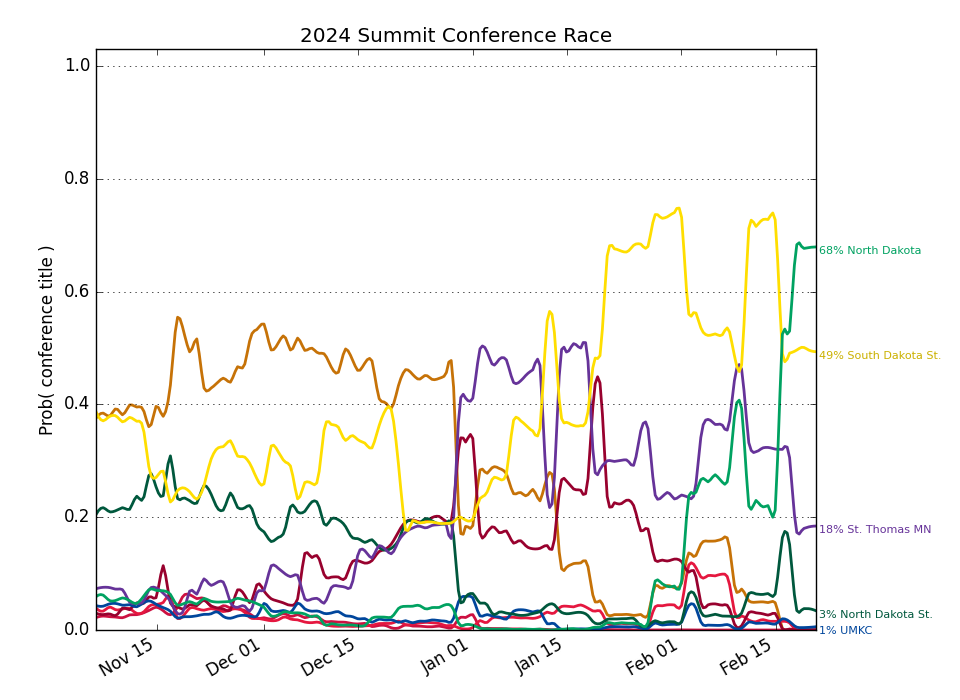 2024 Summit Conference Race
Prob( conference title )
1.0
0.8
0.6
0.4
0.2
0.0
68% North Dakota
49% South Dakota St.
18% St. Thomas MN
3% North Dakota St.
1% UMKC
Nov 15
Dec 01
Dec 15
Jan 01
Jan 15
Feb 01
Feb 15